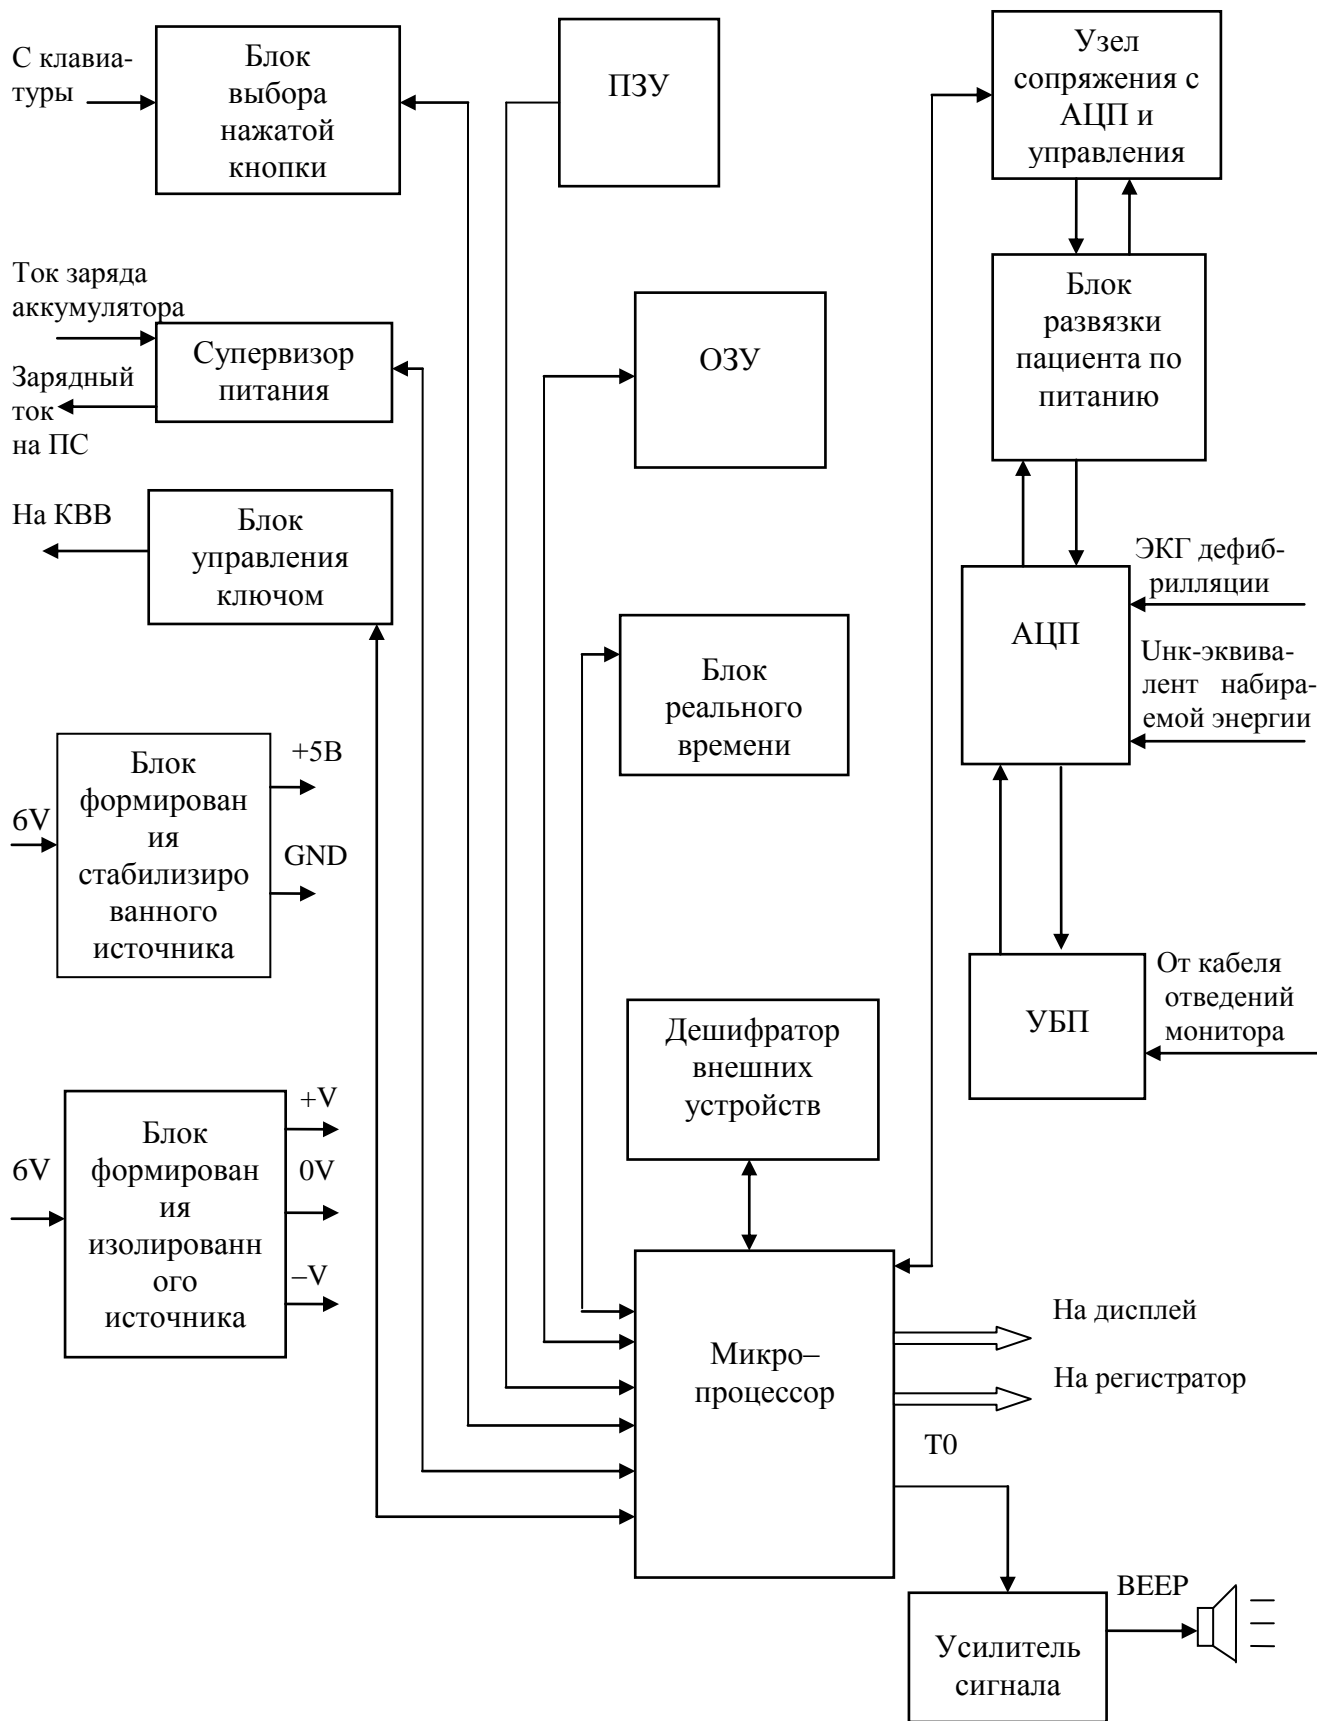 С клавиа-
туры
Блок
выбора
нажатой
кнопки
ПЗУ
Узел
сопряжения с
АЦП и
управления
Ток заряда
аккумулятора
Супервизор
питания
Зарядный
ток
на ПС
ОЗУ
Блок
развязки
пациента по
питанию
На КВВ
Блок
управления
ключом
АЦП
ЭКГ дефиб-
рилляции
Uнк-эквива-
лент набира-
емой энергии
Блок
реального
времени
6V
Блок
формирован
ия
стабилизиро
ванного
источника
+5В
GND
УБП
От кабеля
отведений
монитора
Дешифратор
внешних
устройств
6V
Блок
формирован
ия
изолированн
ого
источника
+V
0V
–V
Микро–
процессор
На дисплей
На регистратор
T0
BEEP
Усилитель
сигнала